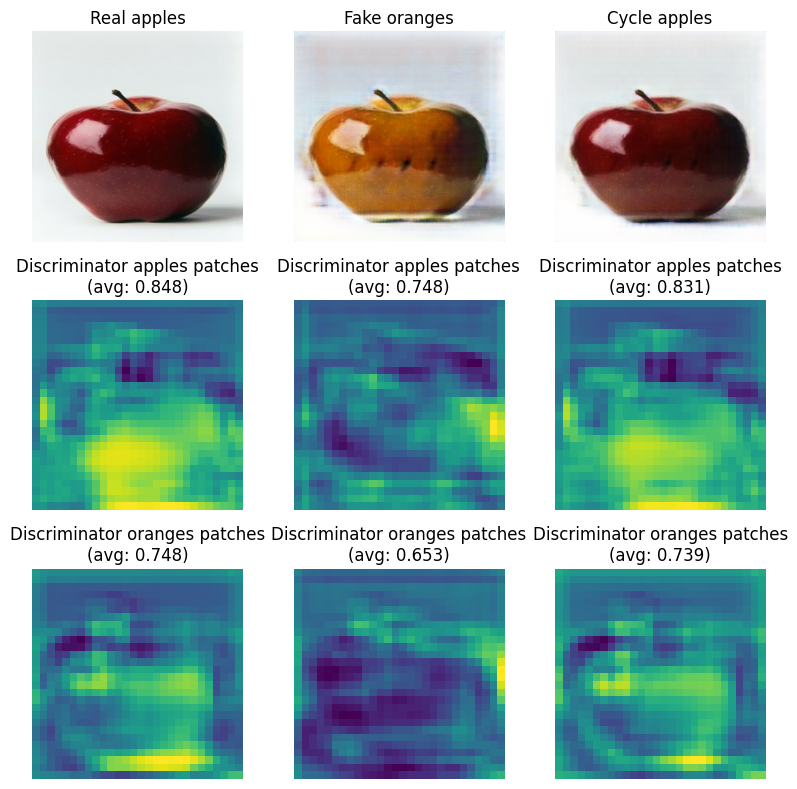 Real apples
Fake oranges
Cycle apples
Discriminator apples patches
(avg: 0.848)
Discriminator apples patches
(avg: 0.748)
Discriminator apples patches
(avg: 0.831)
Discriminator oranges patches
(avg: 0.748)
Discriminator oranges patches
(avg: 0.653)
Discriminator oranges patches
(avg: 0.739)